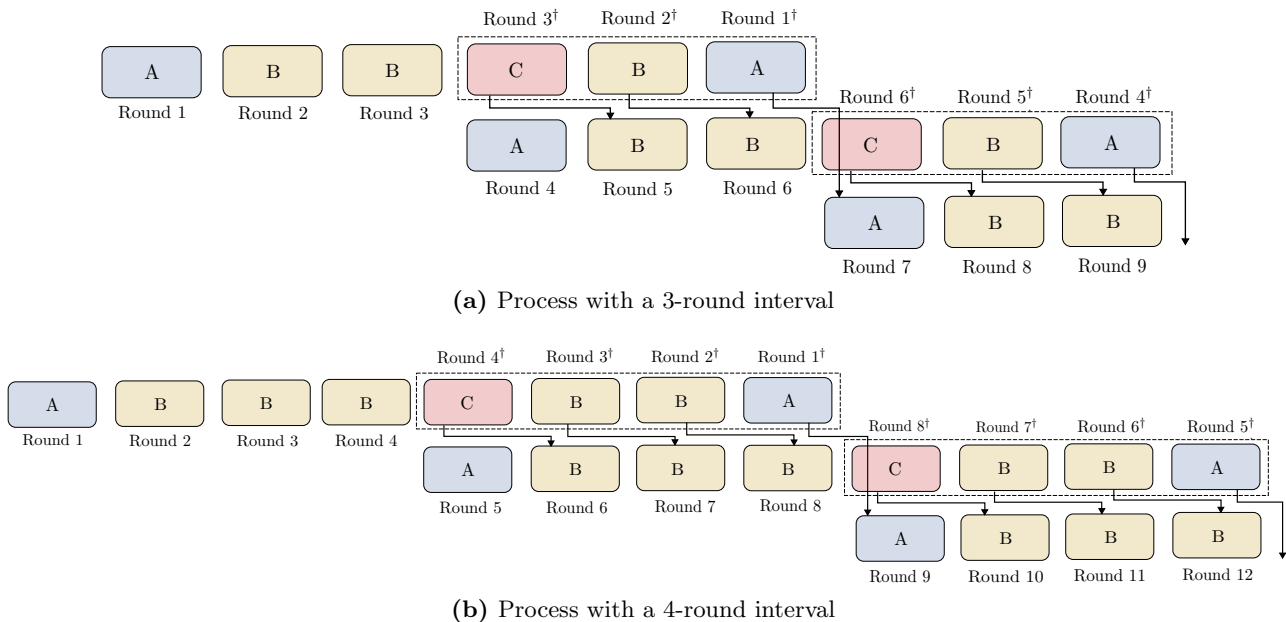 Round 3† Round 2† Round 1†
A B B C B A
Round 1 Round 2 Round 3
Round 6† Round 5† Round 4†
A B B C B A
Round 4 Round 5 Round 6
A B B
Round 7 Round 8 Round 9
(a) Process with a 3-round interval
Round 4† Round 3† Round 2† Round 1†
A B B B C B B A
Round 1 Round 2 Round 3 Round 4
Round 8† Round 7† Round 6† Round 5†
A B B B C B B A
Round 5 Round 6 Round 7 Round 8
A B B B
Round 9 Round 10 Round 11 Round 12
(b) Process with a 4-round interval